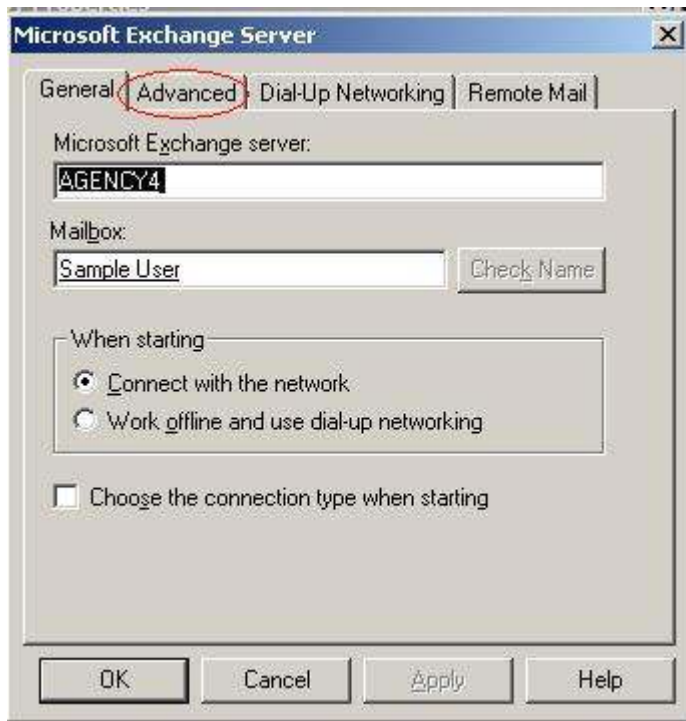 Microsoft Exchange Server
General Advanced Dial-Up Networking Remote Mail
Microsoft Exchange server:
AGENCY4
Mailbox:
Sample User Check Name
When starting
Connect with the network
Work offline and use dial-up networking
Choose the connection type when starting
OK Cancel Apply Help